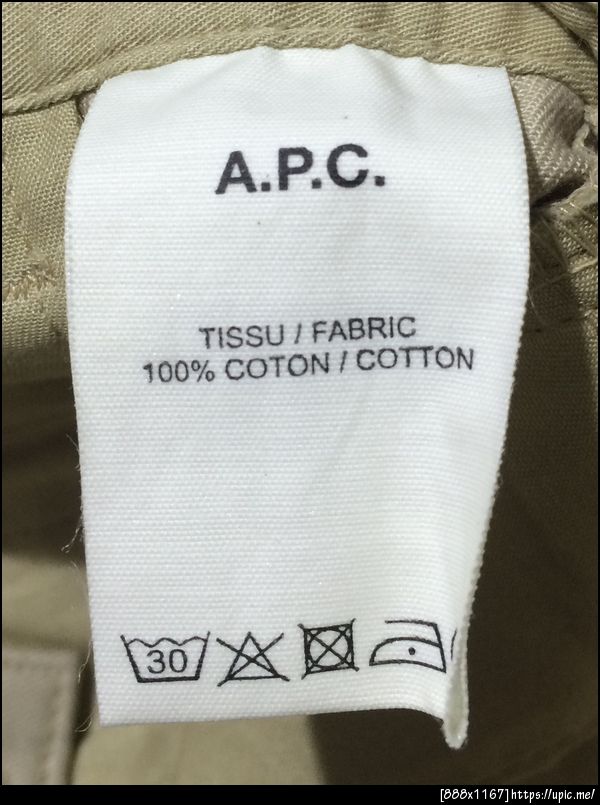 A.P.C.
TISSU / FABRIC
100% COTON / COTTON
30
[888x1167]https://upic.me/